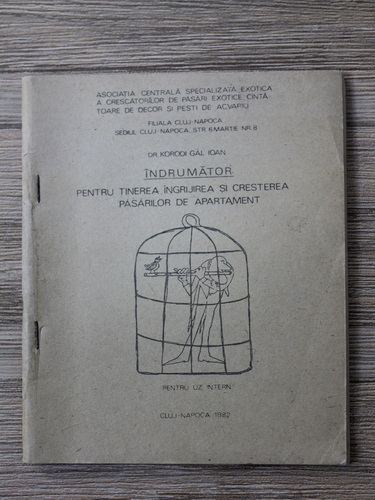 ASOCIAȚIA CENTRALĂ SPECIALIZATĂ EXOTICA
A CRESCĂTORILOR DE PĂSĂRI EXOTICE CÎNTĂ-
TOARE DE DECOR ȘI PEȘTI DE ACVARIU
FILIALA CLUJ-NAPOCA
SEDIUL CLUJ-NAPOCA, STR 6 MARTIE NR 8
DR. KORODI GÁL IOAN
ÎNDRUMĂTOR
PENTRU ȚINEREA ÎNGRIJIREA ȘI CREȘTEREA
PĂSĂRILOR DE APARTAMENT
PENTRU UZ INTERN
CLUJ-NAPOCA 1982